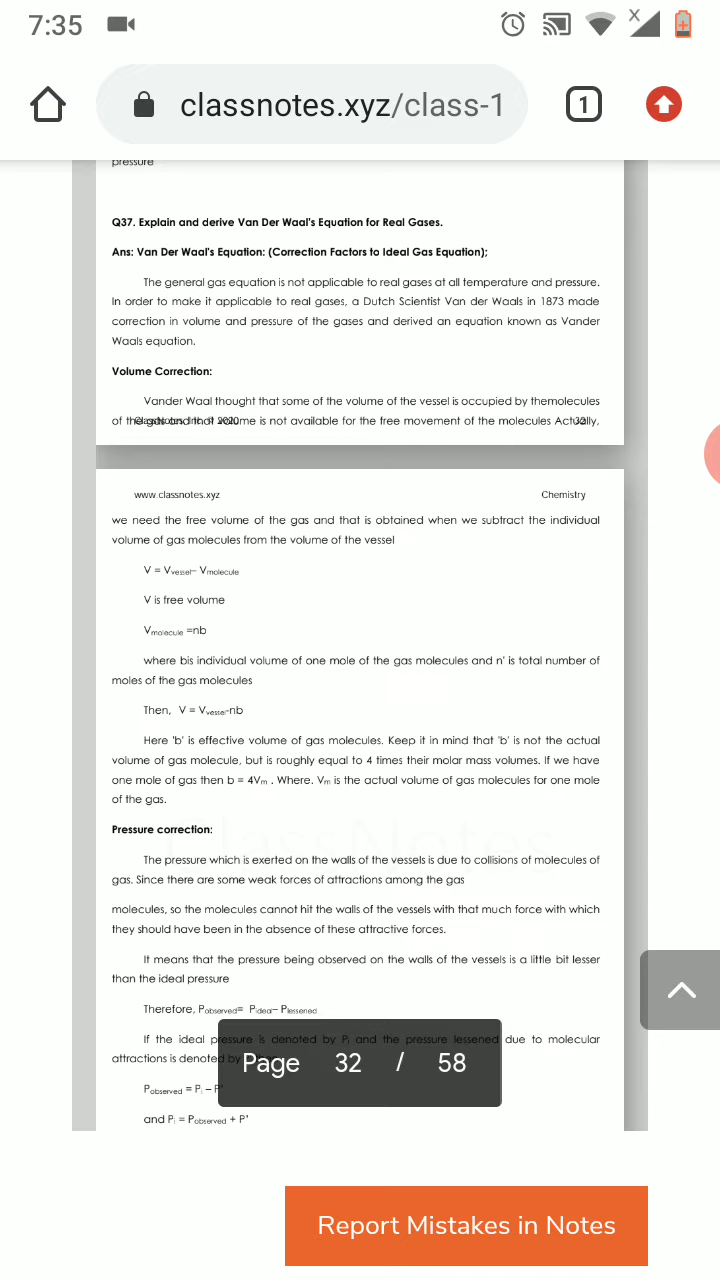 7:35
X
classnotes.xyz/class-1
1
pressure
Q37. Explain and derive Van Der Waal's Equation for Real Gases.
Ans: Van Der Waal's Equation: (Correction Factors to Ideal Gas Equation);
The general gas equation is not applicable to real gases at all temperature and pressure.
In order to make it applicable to real gases, a Dutch Scientist Van der Waals in 1873 made
correction in volume and pressure of the gases and derived an equation known as Vander
Waals equation.
Volume Correction:
Vander Waal thought that some of the volume of the vessel is occupied by themolecules
of the gas and that volume is not available for the free movement of the molecules Actually,
ClassNotes Inc. © 2020
32
www.classnotes.xyz Chemistry
we need the free volume of the gas and that is obtained when we subtract the individual
volume of gas molecules from the volume of the vessel
V = Vvessel– Vmolecule
V is free volume
Vmolecule =nb
where bis individual volume of one mole of the gas molecules and n' is total number of
moles of the gas molecules
Then, V = Vvessel-nb
Here 'b' is effective volume of gas molecules. Keep it in mind that 'b' is not the actual
volume of gas molecule, but is roughly equal to 4 times their molar mass volumes. If we have
one mole of gas then b = 4Vm . Where. Vm is the actual volume of gas molecules for one mole
of the gas.
ClassNotes
Pressure correction:
The pressure which is exerted on the walls of the vessels is due to collisions of molecules of
gas. Since there are some weak forces of attractions among the gas
molecules, so the molecules cannot hit the walls of the vessels with that much force with which
they should have been in the absence of these attractive forces.
It means that the pressure being observed on the walls of the vessels is a little bit lesser
than the ideal pressure
Therefore, Pobserved= Pideal– Plessened
If the ideal pressure is denoted by Pi and the pressure lessened due to molecular
attractions is denoted by
Page 32 / 58
Pobserved = Pi – P'
and Pi = Pobserved + P'
Report Mistakes in Notes